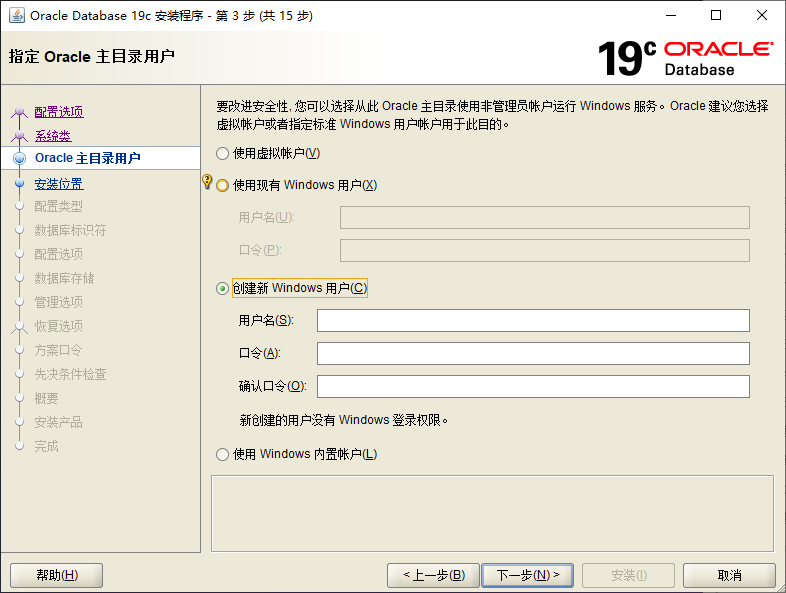 Oracle Database 19c 安装程序 - 第 3 步 (共 15 步)
指定 Oracle 主目录用户
19c ORACLE
Database
配置选项
系统类
Oracle 主目录用户
安装位置
配置类型
数据库标识符
配置选项
数据库存储
管理选项
恢复选项
方案口令
先决条件检查
概要
安装产品
完成
要改进安全性, 您可以选择从此 Oracle 主目录使用非管理员帐户运行 Windows 服务。Oracle 建议您选择
虚拟帐户或者指定标准 Windows 用户帐户用于此目的。
使用虚拟帐户(V)
使用现有 Windows 用户(X)
用户名(U):
口令(P):
创建新 Windows 用户(C)
用户名(S):
口令(A):
确认口令(O):
新创建的用户没有 Windows 登录权限。
使用 Windows 内置帐户(L)
帮助(H)
< 上一步(B)
下一步(N) >
安装(I)
取消